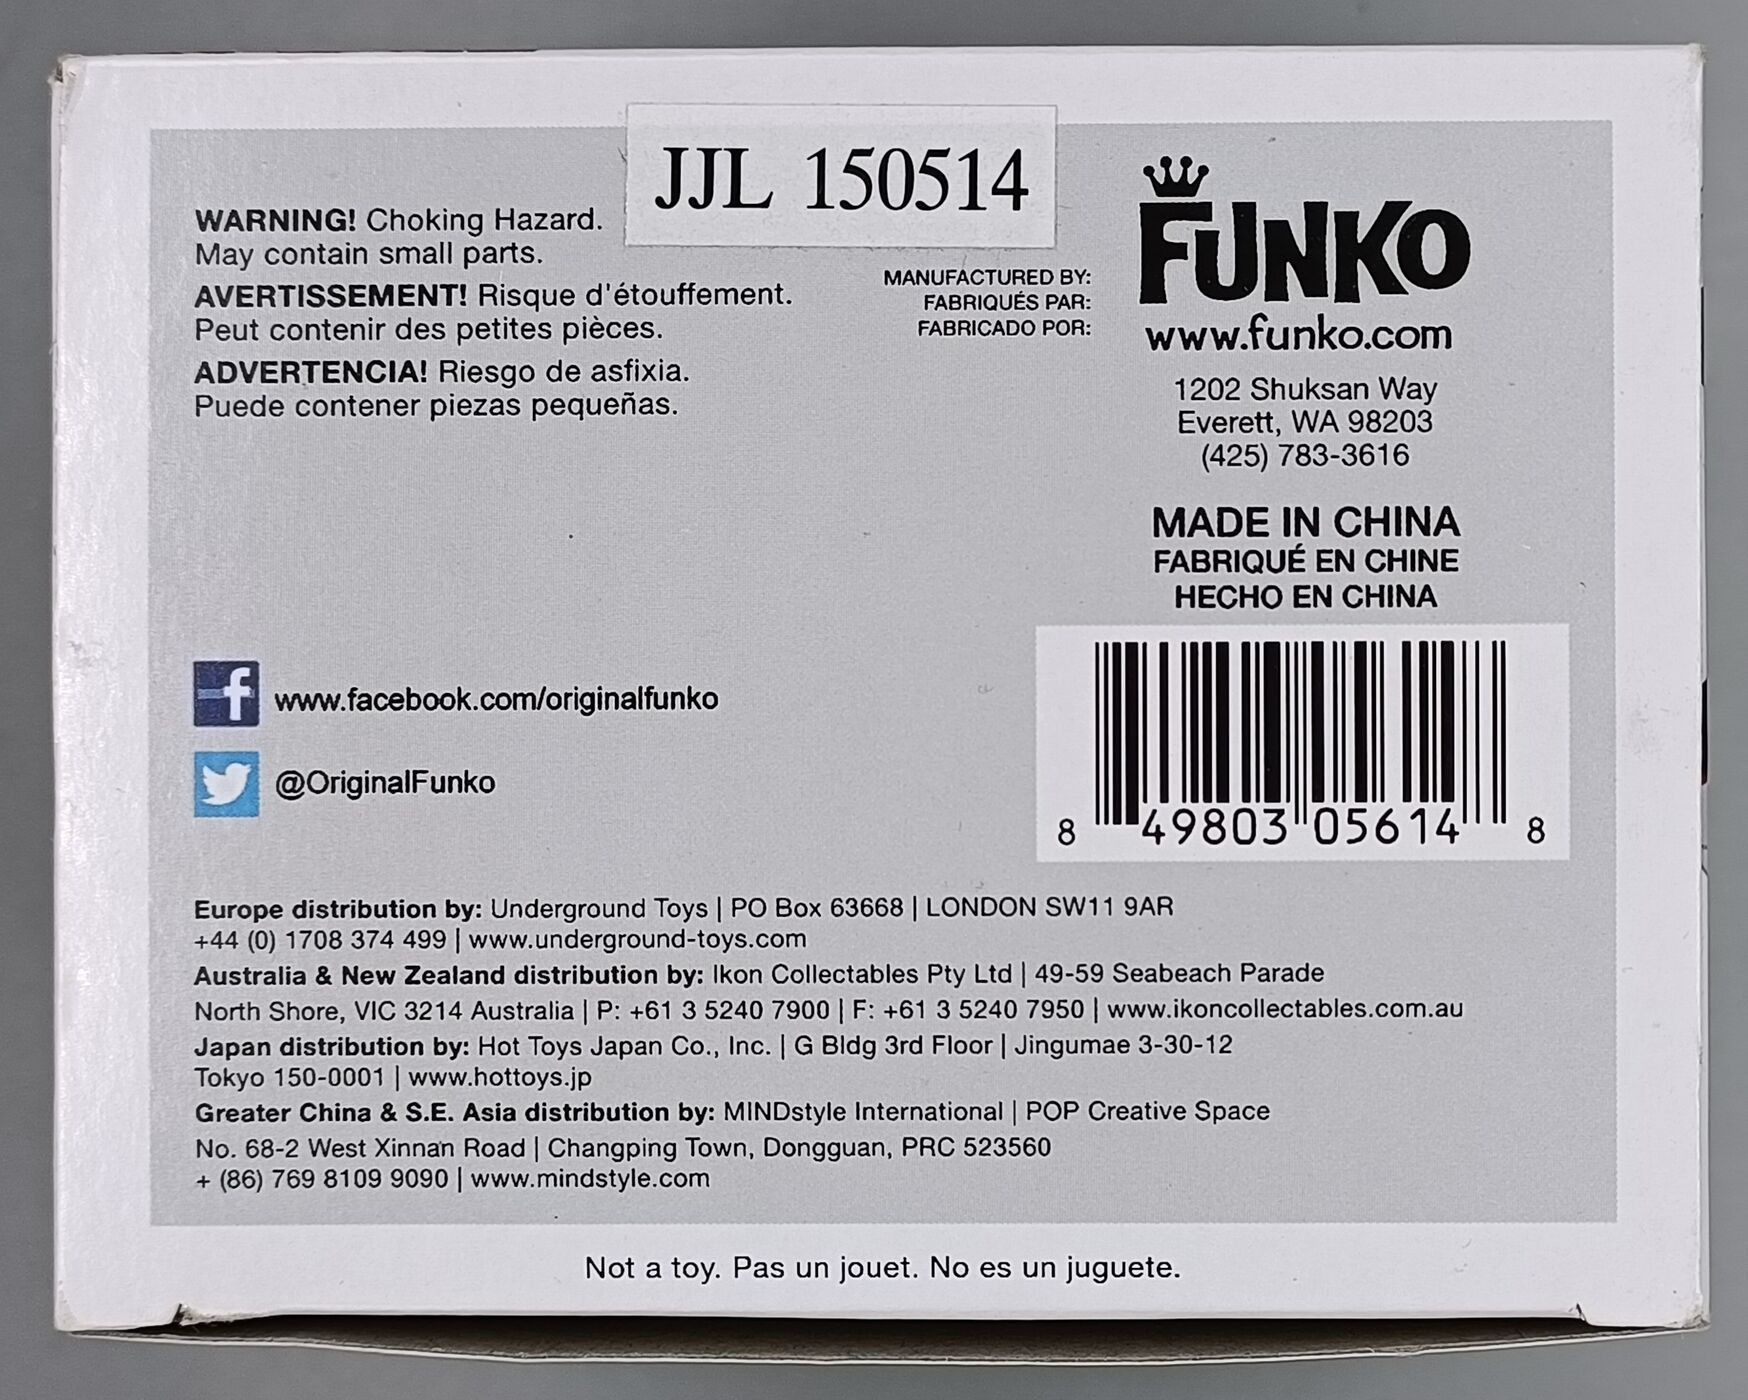 JJL 150514
WARNING! Choking Hazard.
May contain small parts.
AVERTISSEMENT! Risque d'étouffement.
Peut contenir des petites pièces.
ADVERTENCIA! Riesgo de asfixia.
Puede contener piezas pequeñas.
MANUFACTURED BY:
FABRIQUÉS PAR:
FABRICADO POR:
FUNKO
www.funko.com
1202 Shuksan Way
Everett, WA 98203
(425) 783-3616
MADE IN CHINA
FABRIQUÉ EN CHINE
HECHO EN CHINA
f www.facebook.com/originalfunko
@OriginalFunko
8 49803 05614 8
Europe distribution by: Underground Toys | PO Box 63668 | LONDON SW11 9AR
+44 (0) 1708 374 499 | www.underground-toys.com
Australia & New Zealand distribution by: Ikon Collectables Pty Ltd | 49-59 Seabeach Parade
North Shore, VIC 3214 Australia | P: +61 3 5240 7900 | F: +61 3 5240 7950 | www.ikoncollectables.com.au
Japan distribution by: Hot Toys Japan Co., Inc. | G Bldg 3rd Floor | Jingumae 3-30-12
Tokyo 150-0001 | www.hottoys.jp
Greater China & S.E. Asia distribution by: MINDstyle International | POP Creative Space
No. 68-2 West Xinnan Road | Changping Town, Dongguan, PRC 523560
+ (86) 769 8109 9090 | www.mindstyle.com
Not a toy. Pas un jouet. No es un juguete.